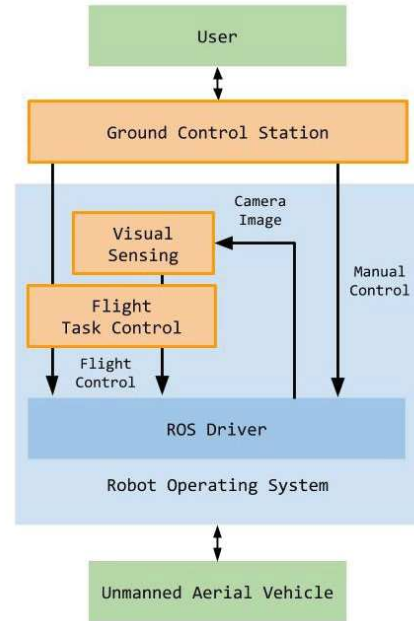 User
Ground Control Station
Camera
Image
Visual
Sensing
Manual
Control
Flight
Task Control
Flight
Control
ROS Driver
Robot Operating System
Unmanned Aerial Vehicle